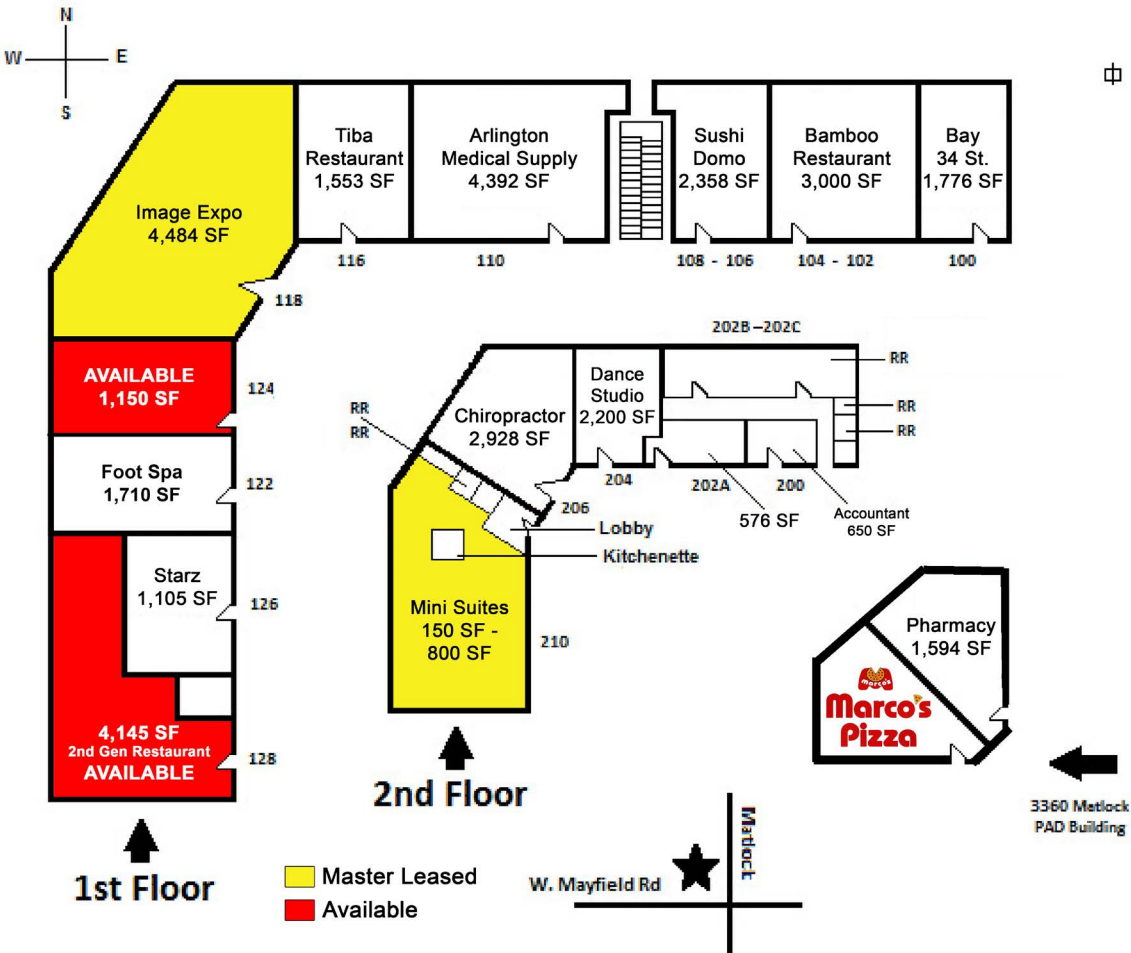 N
W
E
S
Tiba
Restaurant
1,553 SF
Arlington
Medical Supply
4,392 SF
Sushi
Domo
2,358 SF
Bamboo
Restaurant
3,000 SF
Bay
34 St.
1,776 SF
Image Expo
4,484 SF
116
110
108 - 106
104 - 102
100
118
AVAILABLE
1,150 SF
124
Foot Spa
1,710 SF
122
Starz
1,105 SF
126
4,145 SF
2nd Gen Restaurant
AVAILABLE
128
1st Floor
202B-202C
RR
RR
RR
RR
RR
Chiropractor
2,928 SF
Dance
Studio
2,200 SF
204
202A
200
206
576 SF
Accountant
650 SF
Lobby
Kitchenette
Mini Suites
150 SF -
800 SF
210
2nd Floor
Pharmacy
1,594 SF
Marco's
Marco's
Pizza
3360 Matlock
PAD Building
Master Leased
Available
W. Mayfield Rd
Matlock